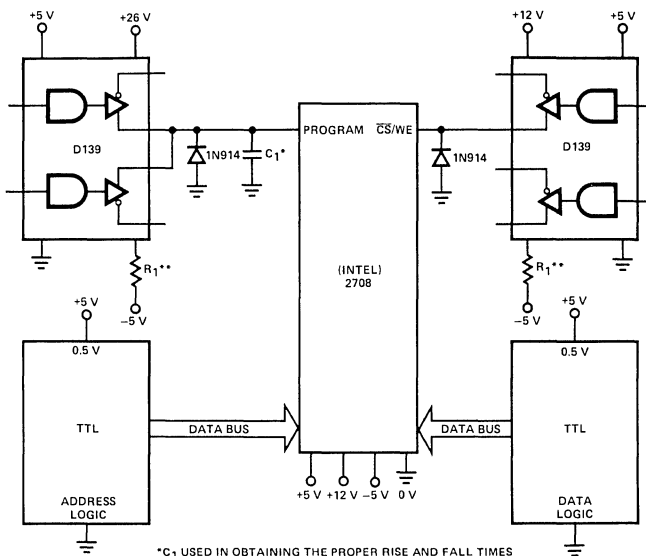 +5 V
+26 V
+12 V
+5 V
D139
1N914
C1*
PROGRAM
C̅S̅/WE
1N914
D139
R1**
-5 V
(INTEL)
2708
R1**
-5 V
+5 V
0.5 V
TTL
ADDRESS
LOGIC
DATA BUS
DATA BUS
+5 V
0.5 V
TTL
DATA
LOGIC
+5 V
+12 V
-5 V
0 V
*C1 USED IN OBTAINING THE PROPER RISE AND FALL TIMES